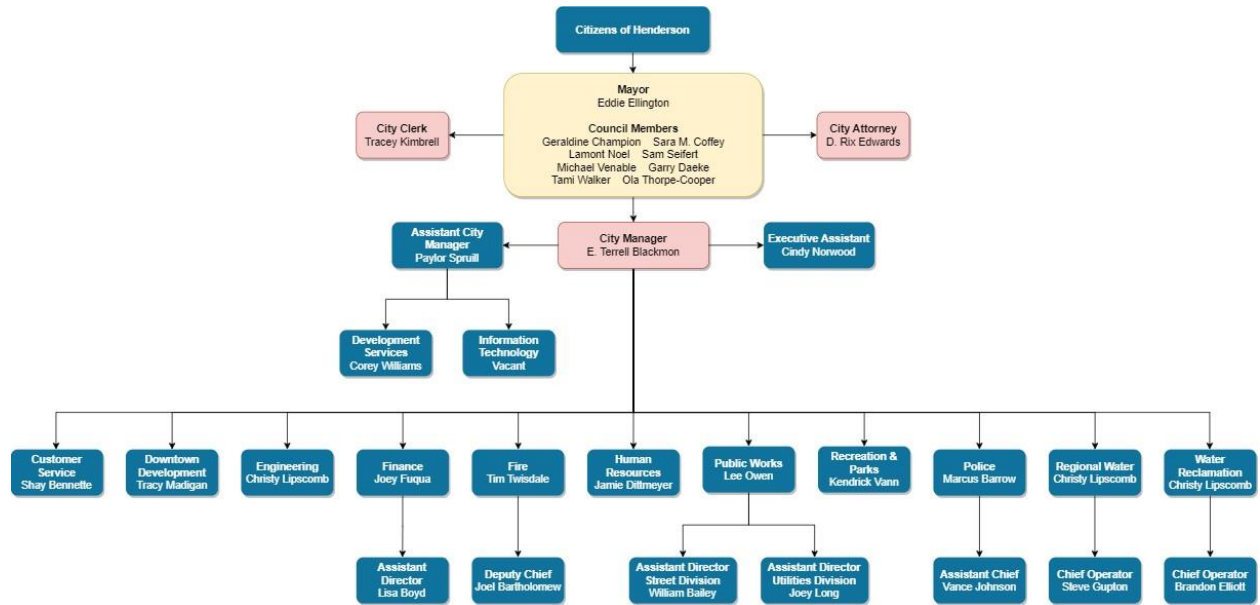 Citizens of Henderson
Mayor
Eddie Ellington
Council Members
Geraldine Champion Sara M. Coffey
Lamont Noel Sam Seifert
Michael Venable Garry Daeke
Tami Walker Ola Thorpe-Cooper
City Clerk
Tracey Kimbrell
City Attorney
D. Rix Edwards
Assistant City
Manager
Paylor Spruill
City Manager
E. Terrell Blackmon
Executive Assistant
Cindy Norwood
Development
Services
Corey Williams
Information
Technology
Vacant
Customer
Service
Shay Bennette
Downtown
Development
Tracy Madigan
Engineering
Christy Lipscomb
Finance
Joey Fuqua
Fire
Tim Twisdale
Human
Resources
Jamie Dittmeyer
Public Works
Lee Owen
Recreation &
Parks
Kendrick Vann
Police
Marcus Barrow
Regional Water
Christy Lipscomb
Water
Reclamation
Christy Lipscomb
Assistant
Director
Lisa Boyd
Deputy Chief
Joel Bartholomew
Assistant Director
Street Division
William Bailey
Assistant Director
Utilities Division
Joey Long
Assistant Chief
Vance Johnson
Chief Operator
Steve Gupton
Chief Operator
Brandon Elliott